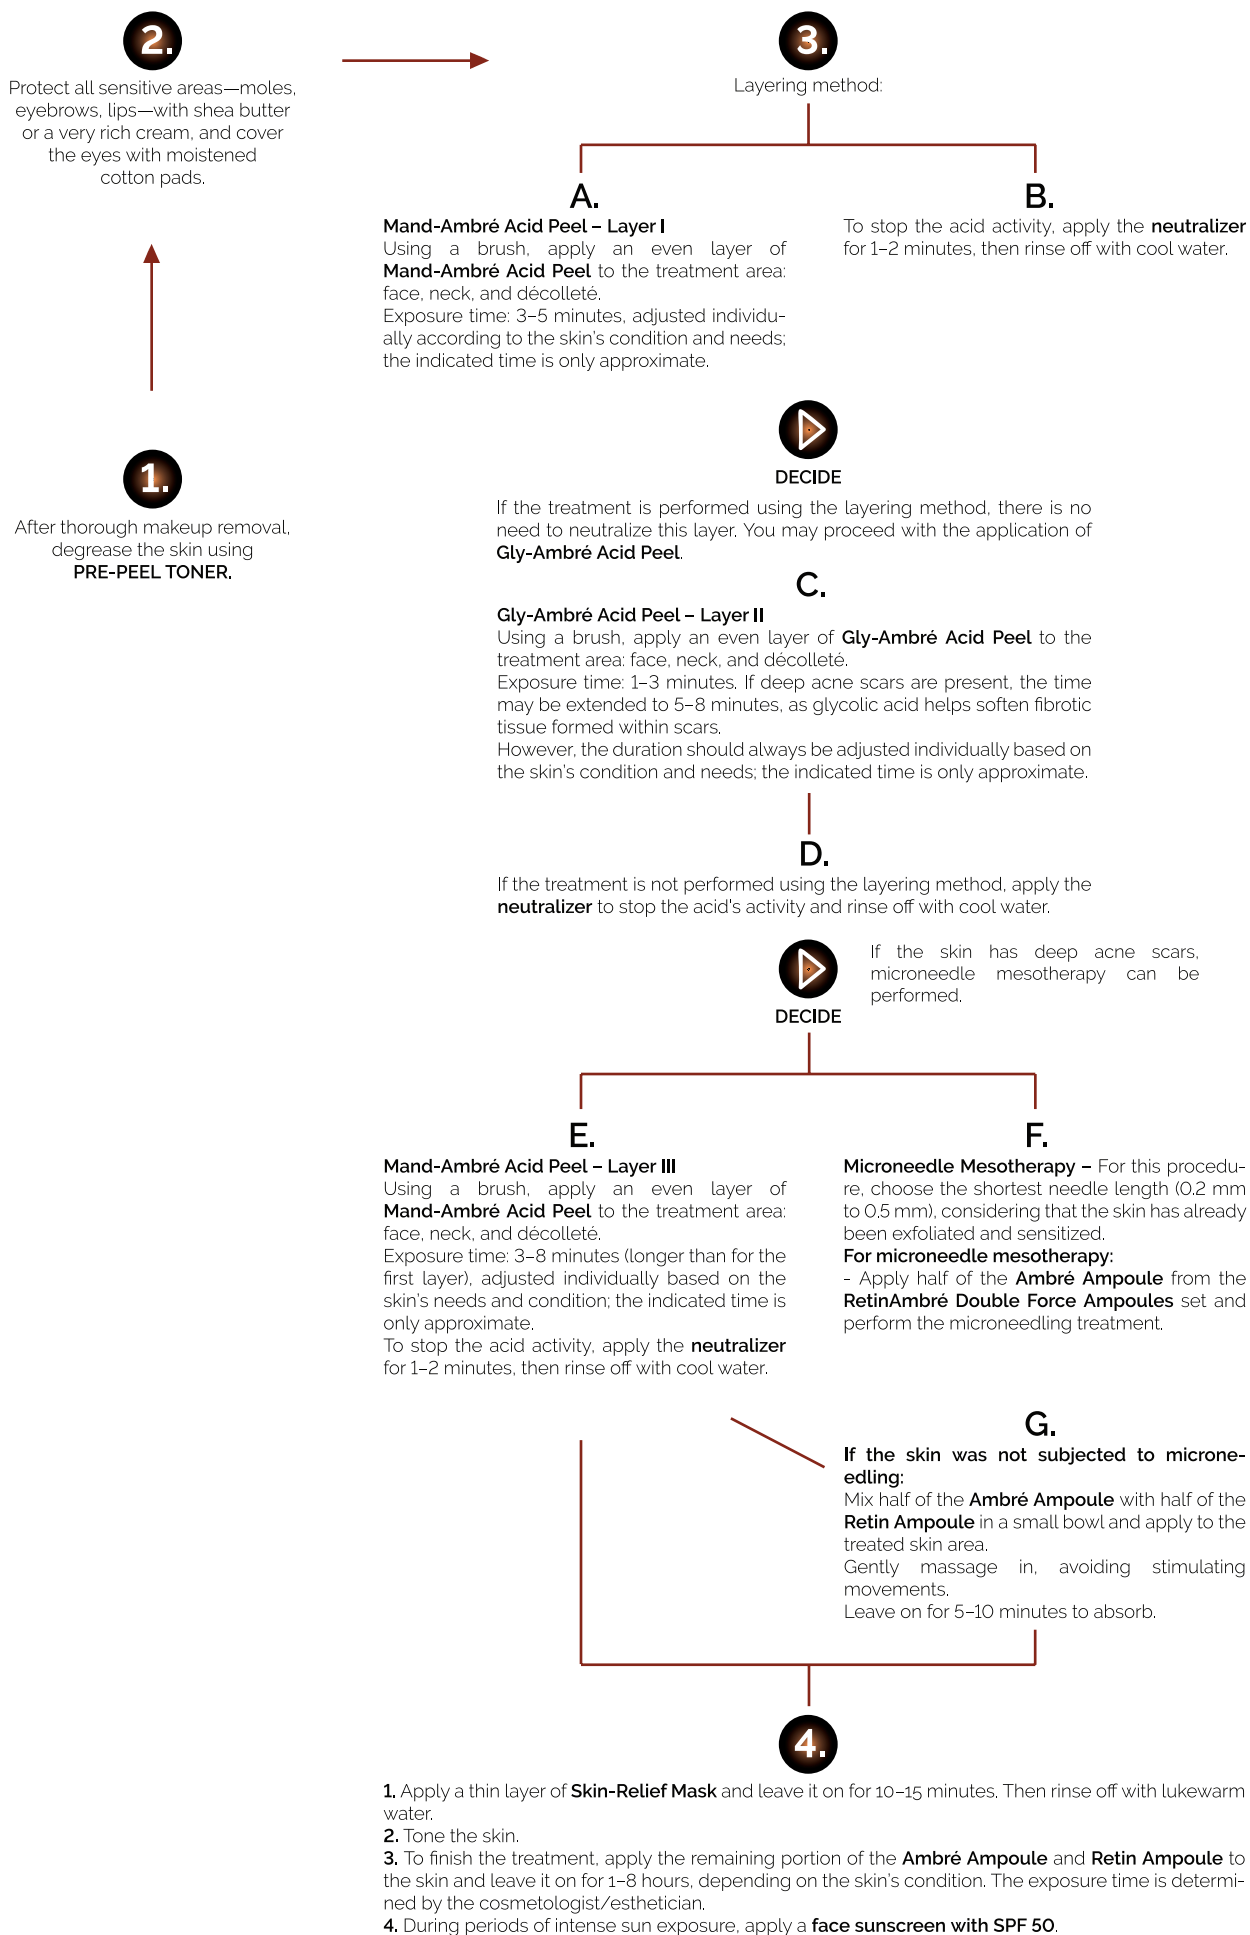 2.
Protect all sensitive areas—moles,
eyebrows, lips—with shea butter
or a very rich cream, and cover
the eyes with moistened
cotton pads.
1.
After thorough makeup removal,
degrease the skin using
PRE-PEEL TONER.
3.
Layering method:
A.
Mand-Ambré Acid Peel – Layer I
Using a brush, apply an even layer of
Mand-Ambré Acid Peel to the treatment area:
face, neck, and décolleté.
Exposure time: 3–5 minutes, adjusted individu-
ally according to the skin's condition and needs;
the indicated time is only approximate.
B.
To stop the acid activity, apply the neutralizer
for 1–2 minutes, then rinse off with cool water.
DECIDE
If the treatment is performed using the layering method, there is no
need to neutralize this layer. You may proceed with the application of
Gly-Ambré Acid Peel.
C.
Gly-Ambré Acid Peel – Layer II
Using a brush, apply an even layer of Gly-Ambré Acid Peel to the
treatment area: face, neck, and décolleté.
Exposure time: 1–3 minutes. If deep acne scars are present, the time
may be extended to 5–8 minutes, as glycolic acid helps soften fibrotic
tissue formed within scars.
However, the duration should always be adjusted individually based on
the skin's condition and needs; the indicated time is only approximate.
D.
If the treatment is not performed using the layering method, apply the
neutralizer to stop the acid's activity and rinse off with cool water.
DECIDE
If the skin has deep acne scars,
microneedle mesotherapy can be
performed.
E.
Mand-Ambré Acid Peel – Layer III
Using a brush, apply an even layer of
Mand-Ambré Acid Peel to the treatment area:
face, neck, and décolleté.
Exposure time: 3–8 minutes (longer than for the
first layer), adjusted individually based on the
skin's needs and condition; the indicated time is
only approximate.
To stop the acid activity, apply the neutralizer
for 1–2 minutes, then rinse off with cool water.
F.
Microneedle Mesotherapy – For this procedu-
re, choose the shortest needle length (0.2 mm
to 0.5 mm), considering that the skin has already
been exfoliated and sensitized.
For microneedle mesotherapy:
- Apply half of the Ambré Ampoule from the
RetinAmbré Double Force Ampoules set and
perform the microneedling treatment.
G.
If the skin was not subjected to microne-
edling:
Mix half of the Ambré Ampoule with half of the
Retin Ampoule in a small bowl and apply to the
treated skin area.
Gently massage in, avoiding stimulating
movements.
Leave on for 5–10 minutes to absorb.
4.
1. Apply a thin layer of Skin-Relief Mask and leave it on for 10–15 minutes. Then rinse off with lukewarm
water.
2. Tone the skin.
3. To finish the treatment, apply the remaining portion of the Ambré Ampoule and Retin Ampoule to
the skin and leave it on for 1–8 hours, depending on the skin's condition. The exposure time is determi-
ned by the cosmetologist/esthetician.
4. During periods of intense sun exposure, apply a face sunscreen with SPF 50.